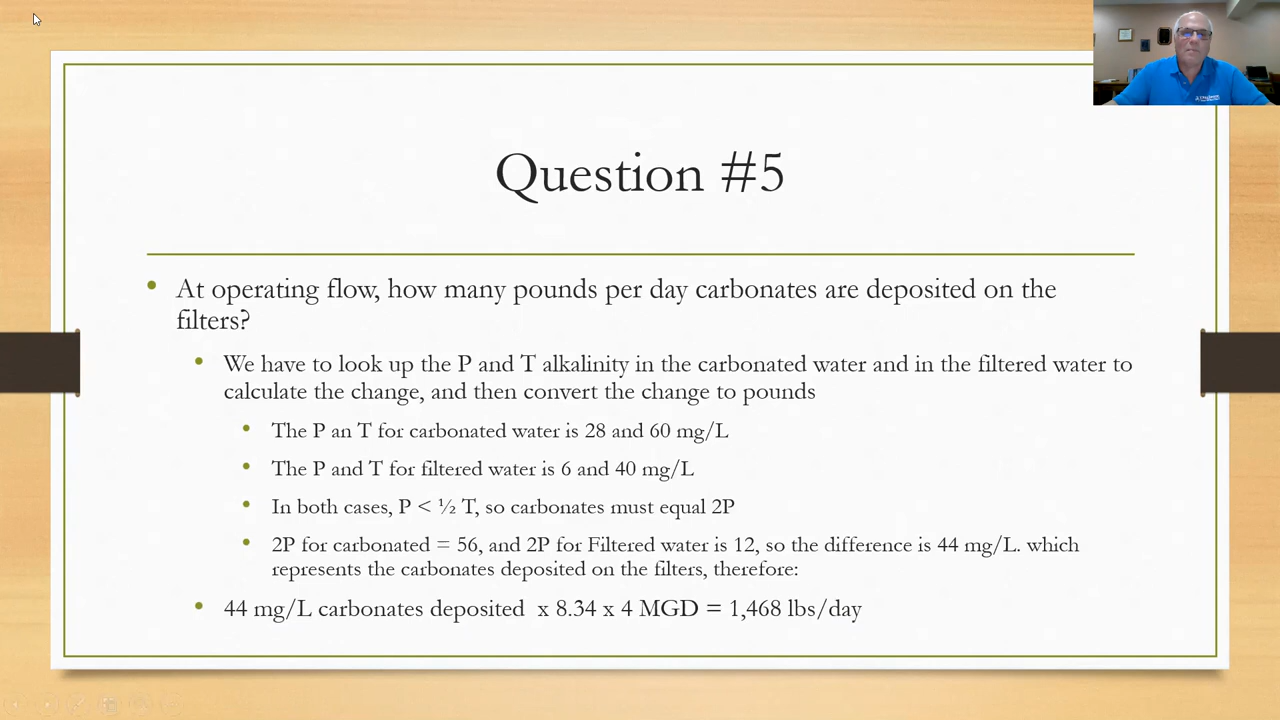 Question #5
At operating flow, how many pounds per day carbonates are deposited on the
filters?
We have to look up the P and T alkalinity in the carbonated water and in the filtered water to
calculate the change, and then convert the change to pounds
The P an T for carbonated water is 28 and 60 mg/L
The P and T for filtered water is 6 and 40 mg/L
In both cases, P < ½ T, so carbonates must equal 2P
2P for carbonated = 56, and 2P for Filtered water is 12, so the difference is 44 mg/L. which
represents the carbonates deposited on the filters, therefore:
44 mg/L carbonates deposited x 8.34 x 4 MGD = 1,468 lbs/day